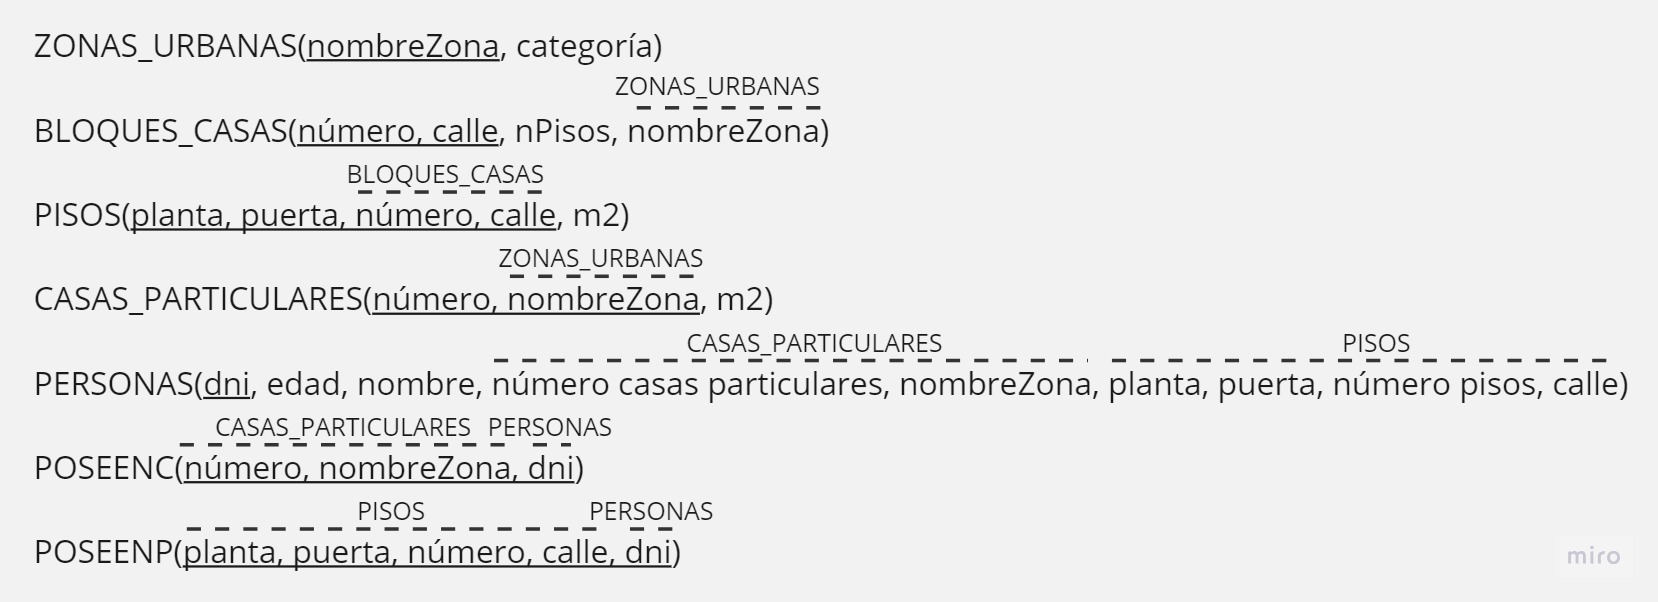 ZONAS_URBANAS(nombreZona, categoría)
ZONAS_URBANAS
BLOQUES_CASAS(número, calle, nPisos, nombreZona)
BLOQUES_CASAS
PISOS(planta, puerta, número, calle, m2)
ZONAS_URBANAS
CASAS_PARTICULARES(número, nombreZona, m2)
CASAS_PARTICULARES PISOS
PERSONAS(dni, edad, nombre, número casas particulares, nombreZona, planta, puerta, número pisos, calle)
CASAS_PARTICULARES PERSONAS
POSEENC(número, nombreZona, dni)
PISOS PERSONAS
POSEENP(planta, puerta, número, calle, dni)
miro